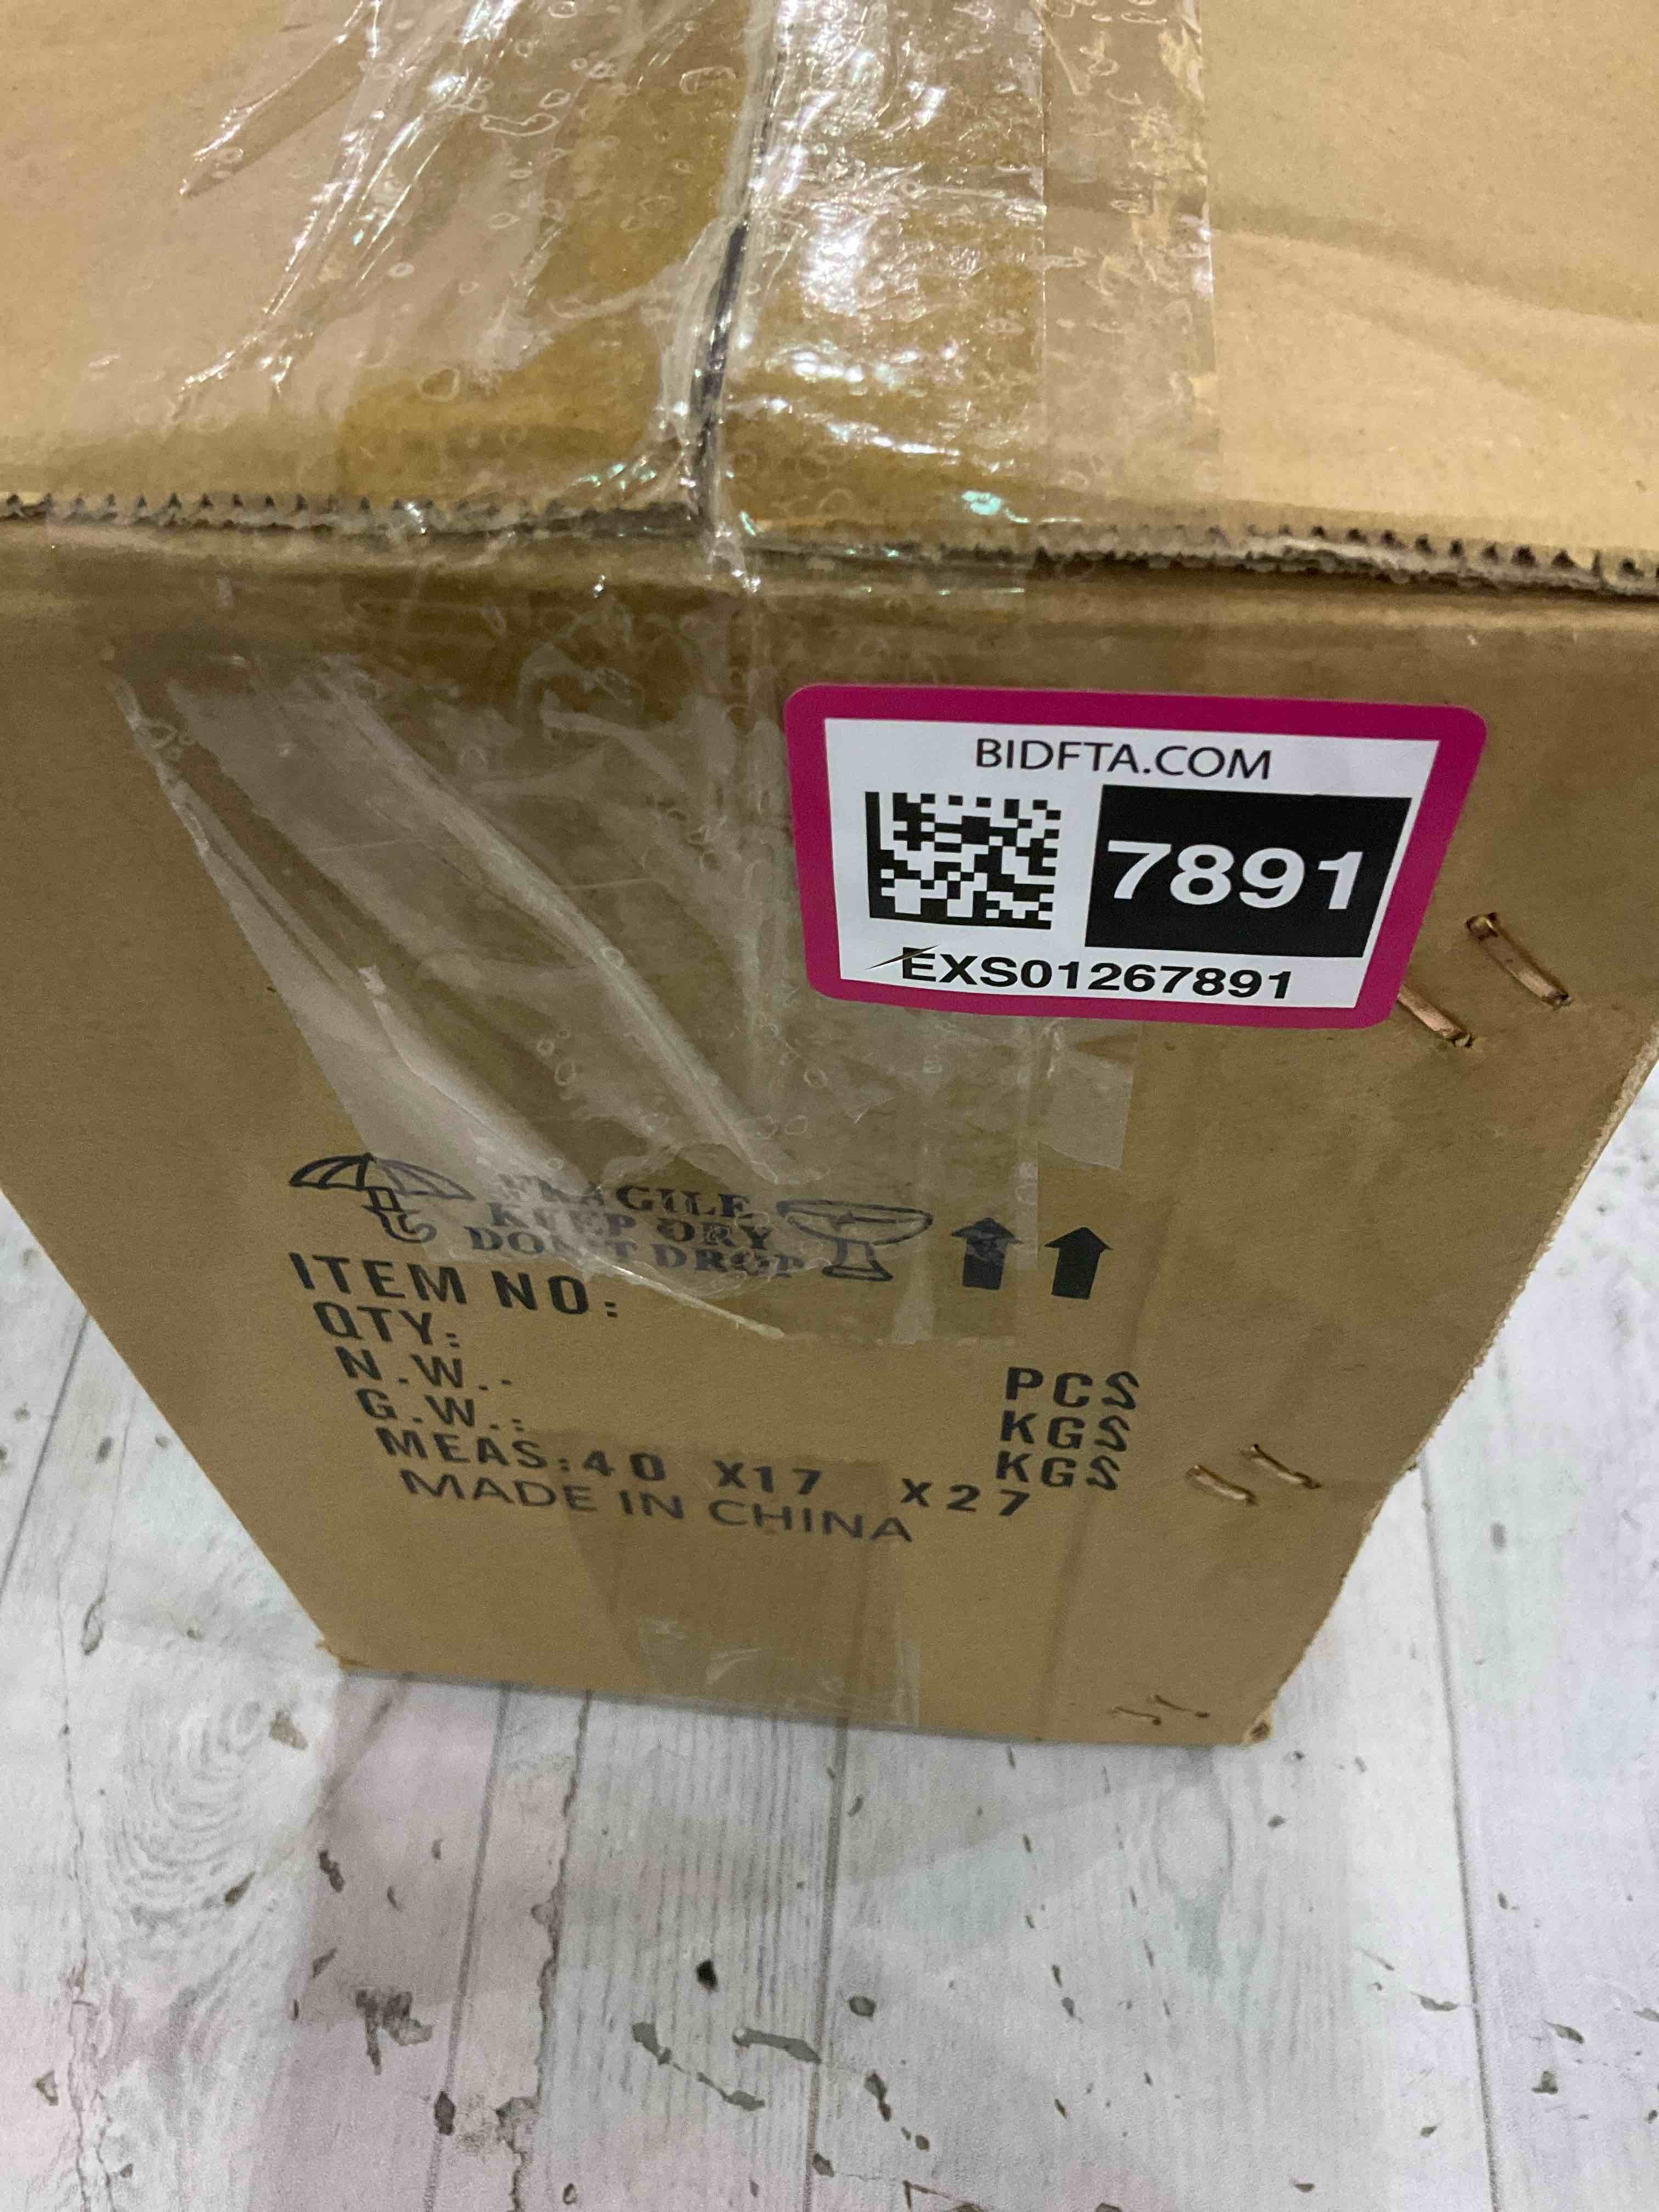 BIDFTA.COM
7891
EXS01267891
FRAGILE
KEEP DRY
DON'T DROP
ITEM NO:
QTY: PCS
N.W.: KGS
G.W.: KGS
MEAS:40 X17 X27
MADE IN CHINA